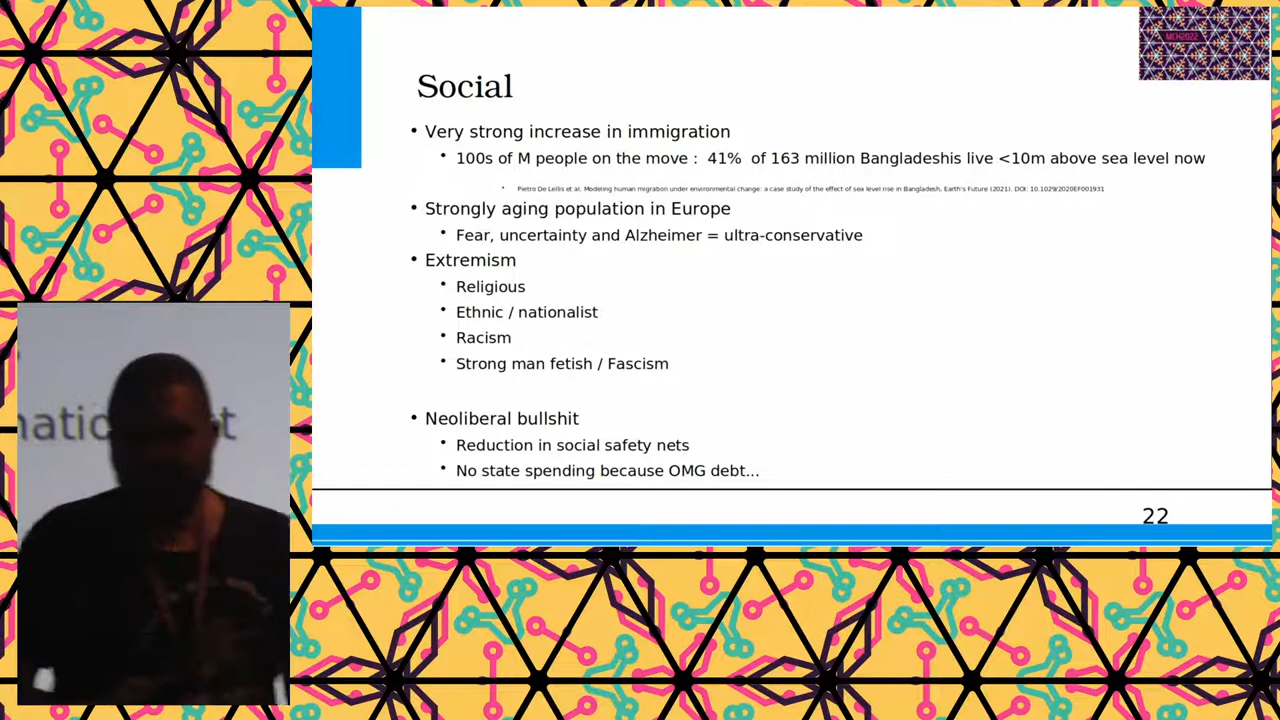 MCH2022
Social
• Very strong increase in immigration
• 100s of M people on the move : 41% of 163 million Bangladeshis live <10m above sea level now
• Pietro De Lellis et al. Modeling human migration under environmental change: a case study of the effect of sea level rise in Bangladesh, Earth's Future (2021). DOI: 10.1029/2020EF001931
• Strongly aging population in Europe
• Fear, uncertainty and Alzheimer = ultra-conservative
• Extremism
• Religious
• Ethnic / nationalist
• Racism
• Strong man fetish / Fascism
• Neoliberal bullshit
• Reduction in social safety nets
• No state spending because OMG debt...
22